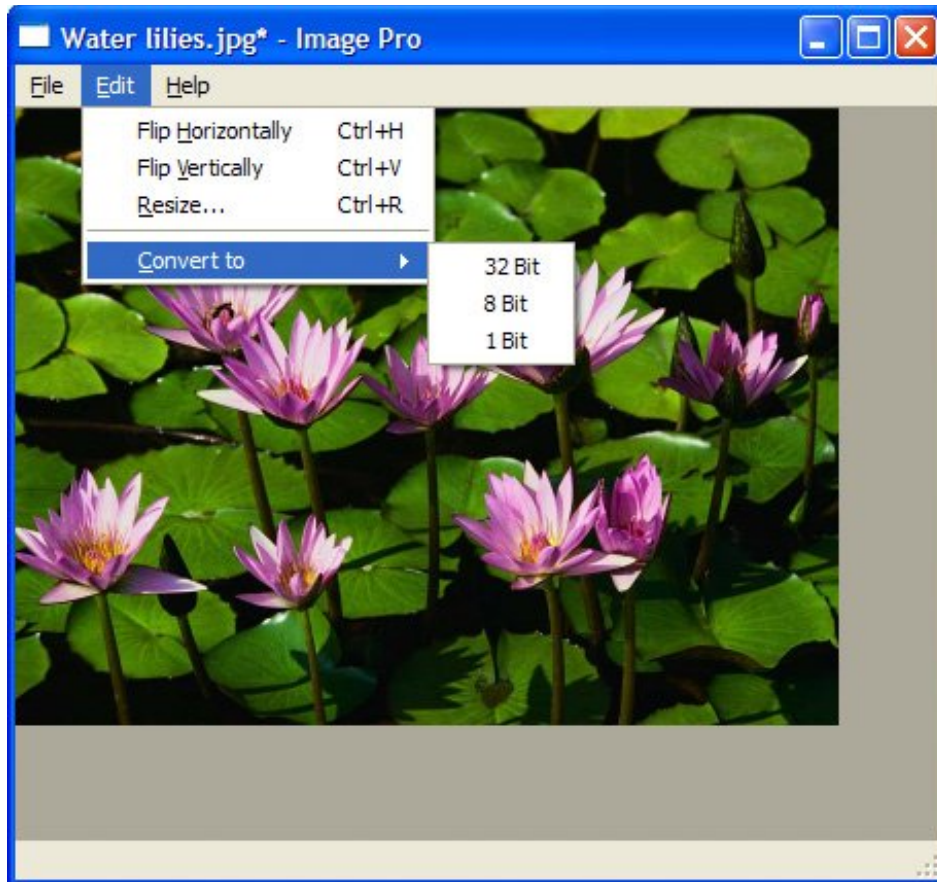 Water lilies.jpg* - Image Pro
File Edit Help
Flip Horizontally Ctrl+H
Flip Vertically Ctrl+V
Resize... Ctrl+R
Convert to
32 Bit
8 Bit
1 Bit